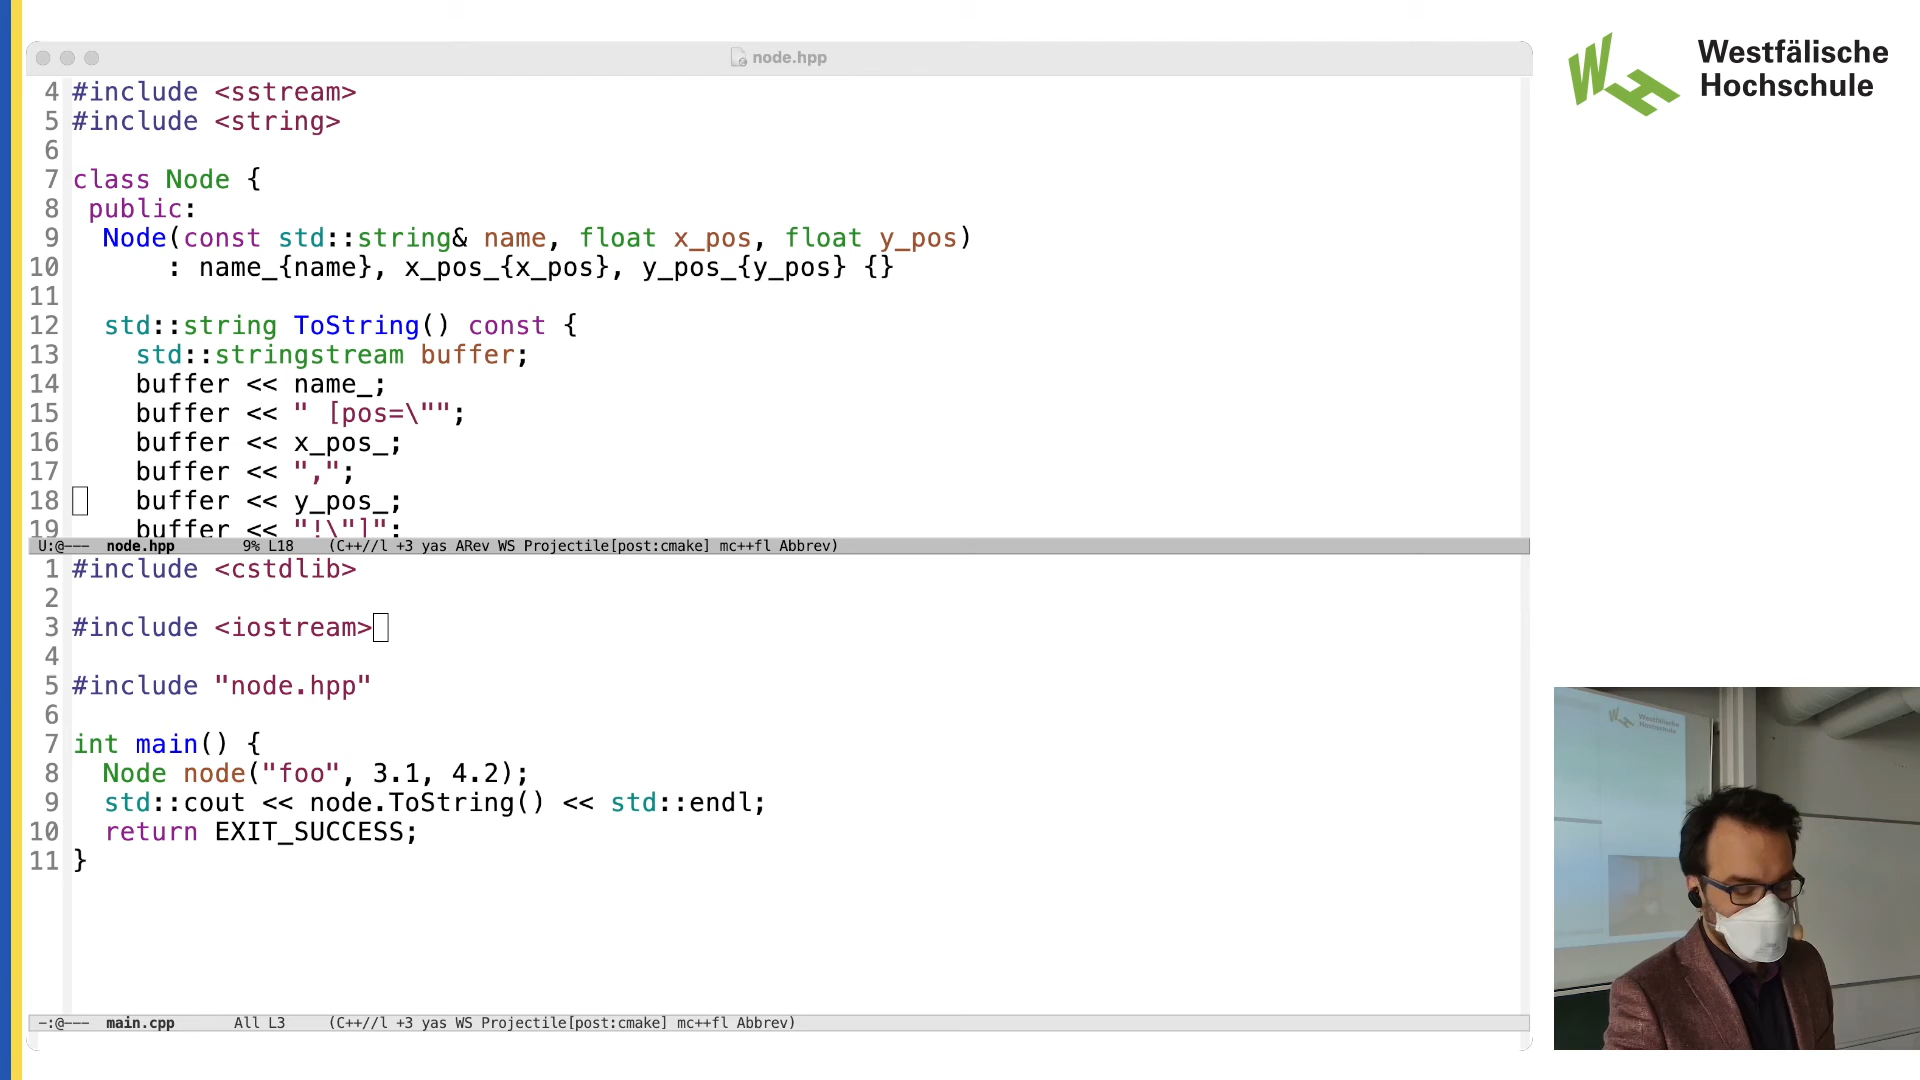 node.hpp
4 #include <sstream>
5 #include <string>
6
7 class Node {
8  public:
9   Node(const std::string& name, float x_pos, float y_pos)
10       : name_{name}, x_pos_{x_pos}, y_pos_{y_pos} {}
11
12   std::string ToString() const {
13     std::stringstream buffer;
14     buffer << name_;
15     buffer << " [pos=\"";
16     buffer << x_pos_;
17     buffer << ",";
18     buffer << y_pos_;
19     buffer << "!\"]";
U:@--- node.hpp 9% L18 (C++//l +3 yas ARev WS Projectile[post:cmake] mc++fl Abbrev)
1 #include <cstdlib>
2
3 #include <iostream>
4
5 #include "node.hpp"
6
7 int main() {
8   Node node("foo", 3.1, 4.2);
9   std::cout << node.ToString() << std::endl;
10   return EXIT_SUCCESS;
11 }
-:@--- main.cpp All L3 (C++//l +3 yas WS Projectile[post:cmake] mc++fl Abbrev)
Westfälische
Hochschule
Westfälische
Hochschule